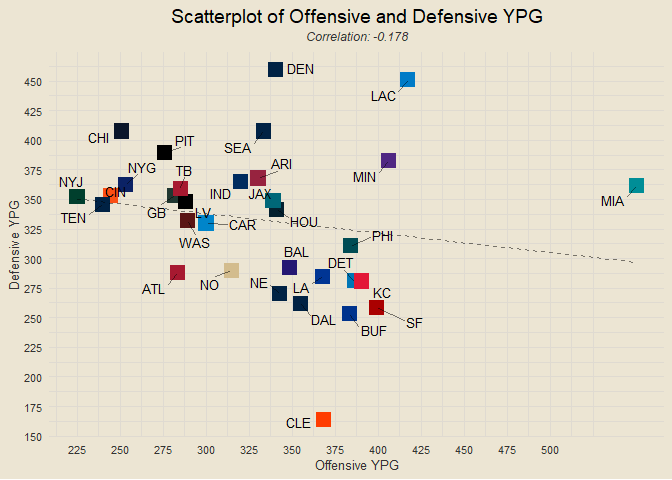 Scatterplot of Offensive and Defensive YPG
Correlation: -0.178
Defensive YPG
450
425
400
375
350
325
300
275
250
225
200
175
150
DEN
LAC
CHI
PIT
SEA
MIN
NYJ
NYG
TB
ARI
CIN
IND
JAX
MIA
TEN
GB
LV
HOU
WAS
CAR
PHI
ATL
NO
BAL
DET
NE
LA
KC
DAL
BUF
SF
CLE
225 250 275 300 325 350 375 400 425 450 475 500
Offensive YPG